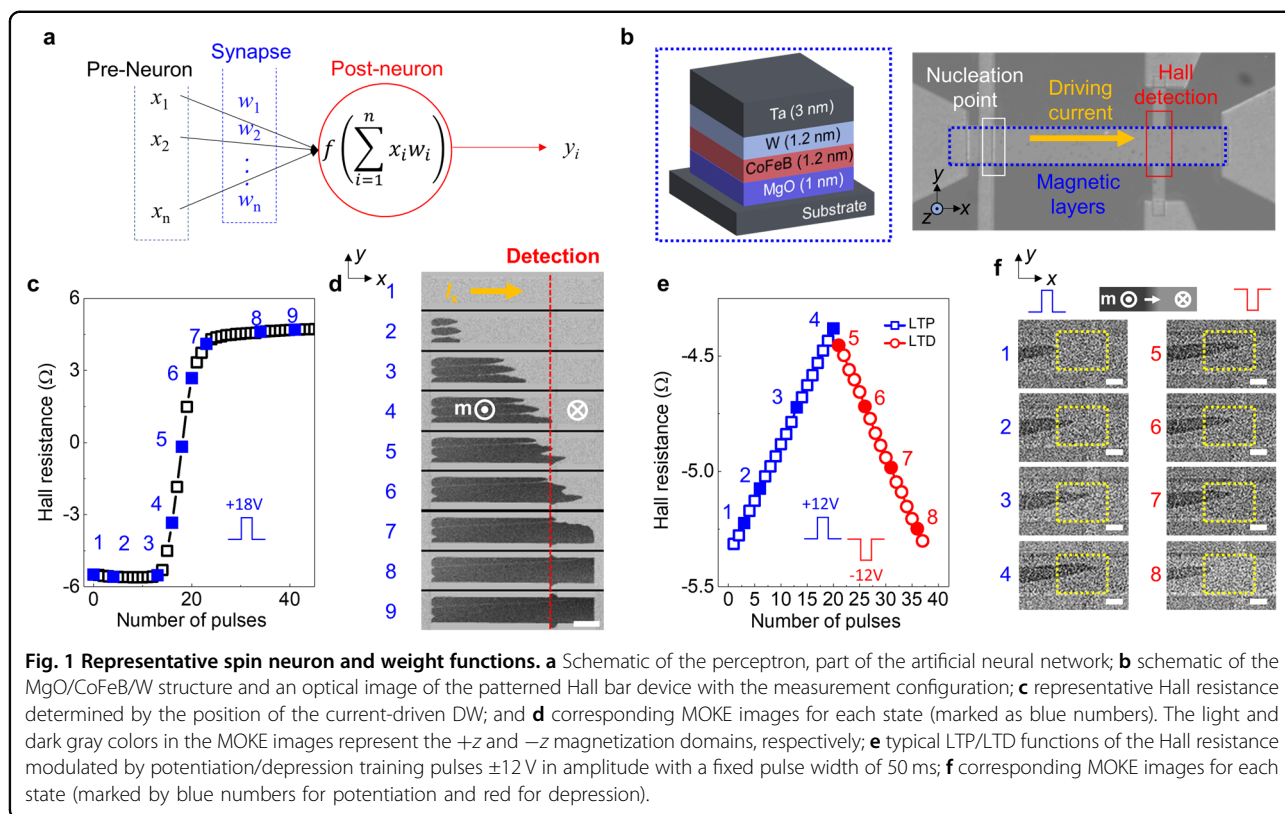 a
Synapse
Pre-Neuron
Post-neuron
x₁
x₂
xₙ
w₁
w₂
⋮
wₙ
f(∑ⁿᵢ₌₁ xᵢwᵢ)
yᵢ
b
Ta (3 nm)
W (1.2 nm)
CoFeB (1.2 nm)
MgO (1 nm)
Substrate
Nucleation
point
Driving
current
Hall
detection
Magnetic
layers
y
z x
c
Hall resistance (Ω)
6
3
0
-3
-6
1 2 3
4
5
6
7
8 9
+18V
0 20 40
Number of pulses
d
y
x
Detection
Iₓ
1
2
3
4
m ⊙ ⊗
5
6
7
8
9
e
Hall resistance (Ω)
-4.5
-5.0
-5.5
LTP
LTD
1
2
3
4
5
6
7
8
+12V
-12V
0 5 10 15 20 25 30 35 40
Number of pulses
f
y
x
m ⊙ → ⊗
1
5
2
6
3
7
4
8
Fig. 1 Representative spin neuron and weight functions. a Schematic of the perceptron, part of the artificial neural network; b schematic of the
MgO/CoFeB/W structure and an optical image of the patterned Hall bar device with the measurement configuration; c representative Hall resistance
determined by the position of the current-driven DW; and d corresponding MOKE images for each state (marked as blue numbers). The light and
dark gray colors in the MOKE images represent the +z and −z magnetization domains, respectively; e typical LTP/LTD functions of the Hall resistance
modulated by potentiation/depression training pulses ±12 V in amplitude with a fixed pulse width of 50 ms; f corresponding MOKE images for each
state (marked by blue numbers for potentiation and red for depression).